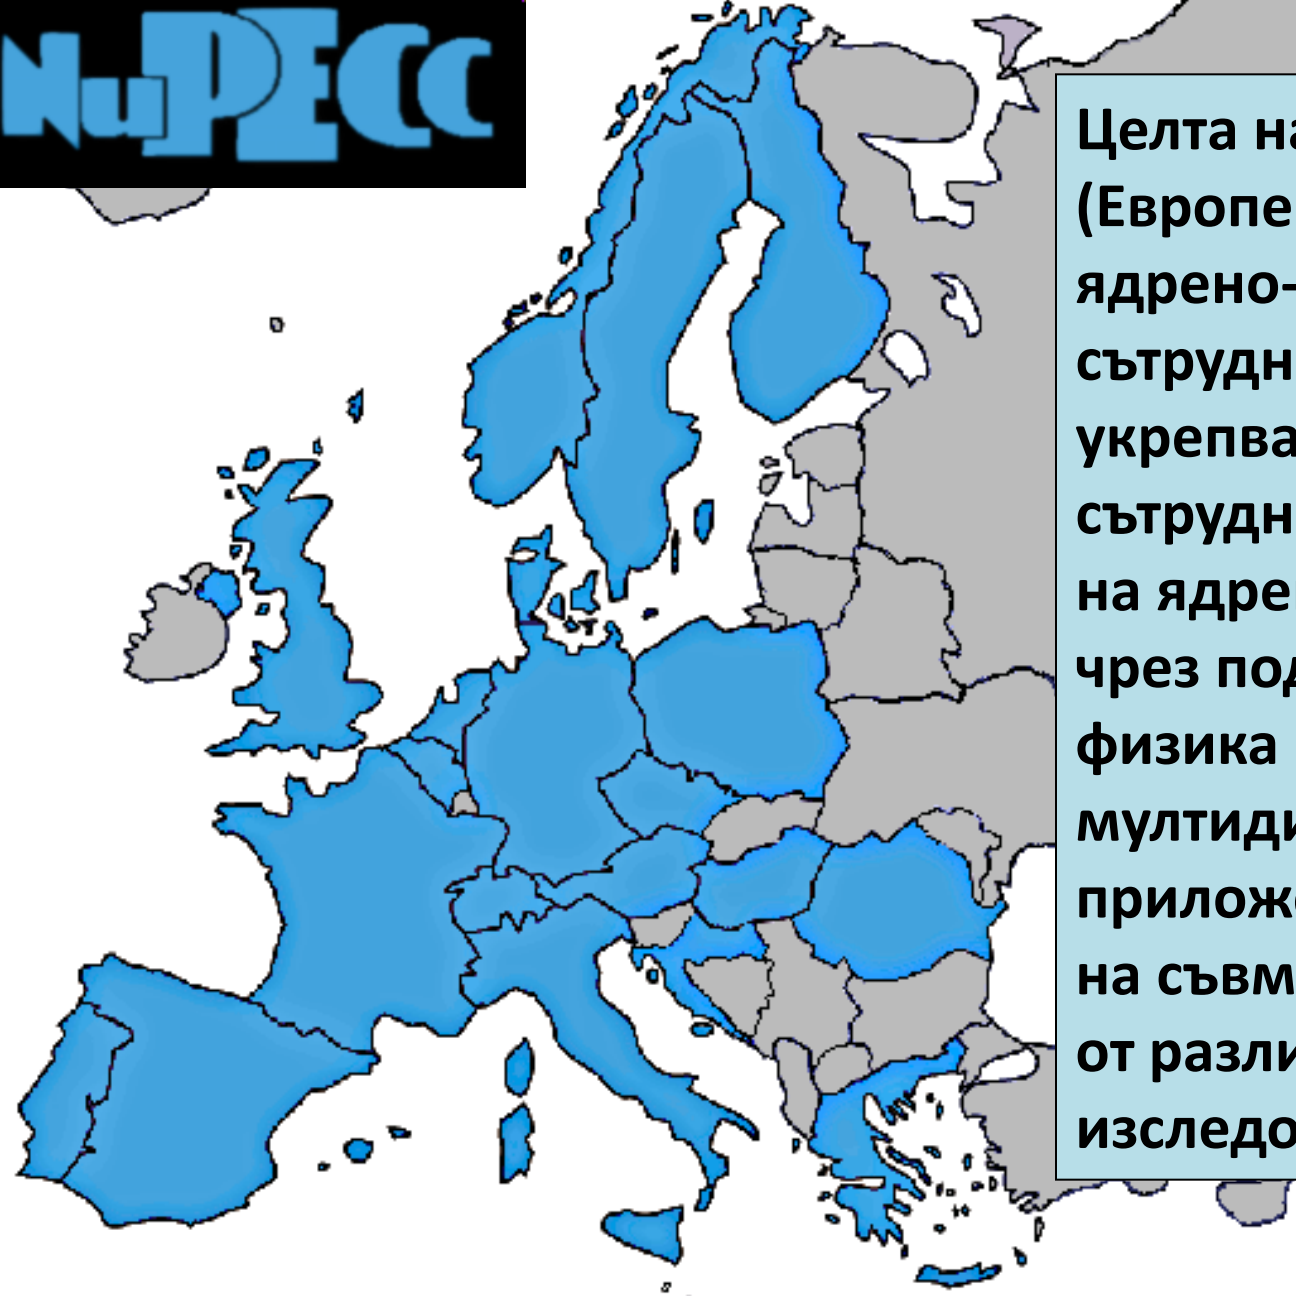 NuPECC
Целта на
(Европе
ядрено-
сътрудн
укрепва
сътрудн
на ядре
чрез под
физика
мултиди
прилож
на съвм
от разли
изследо